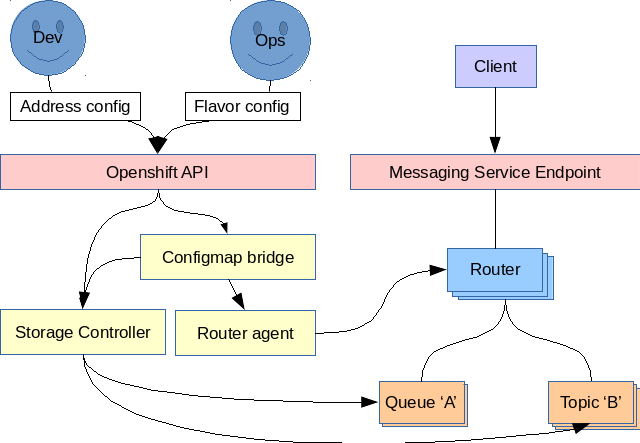 Dev
Ops
Address config
Flavor config
Client
Openshift API
Messaging Service Endpoint
Configmap bridge
Router
Storage Controller
Router agent
Queue ‘A’
Topic ‘B’